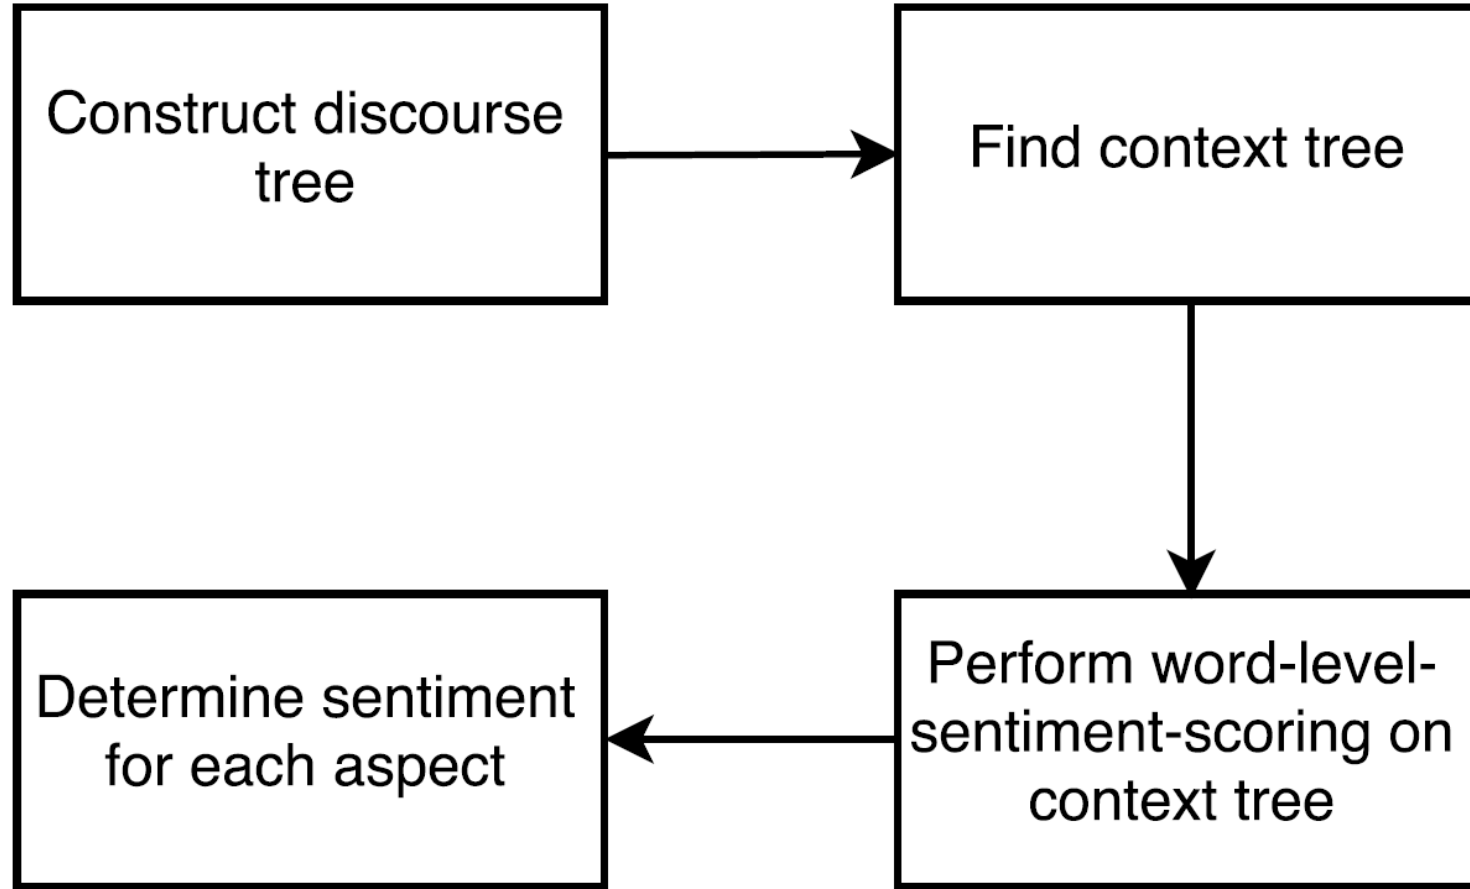 Construct discourse
tree
Find context tree
Perform word-level-
sentiment-scoring on
context tree
Determine sentiment
for each aspect